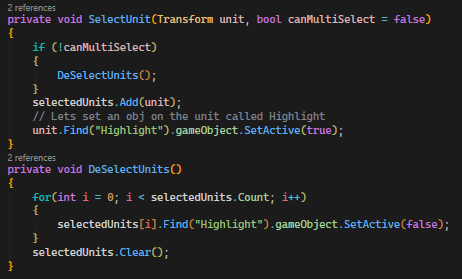 2 references
private void SelectUnit(Transform unit, bool canMultiSelect = false)
{
    if (!canMultiSelect)
    {
        DeSelectUnits();
    }
    selectedUnits.Add(unit);
    // Lets set an obj on the unit called Highlight
    unit.Find("Highlight").gameObject.SetActive(true);
}
2 references
private void DeSelectUnits()
{
    for(int i = 0; i < selectedUnits.Count; i++)
    {
        selectedUnits[i].Find("Highlight").gameObject.SetActive(false);
    }
    selectedUnits.Clear();
}